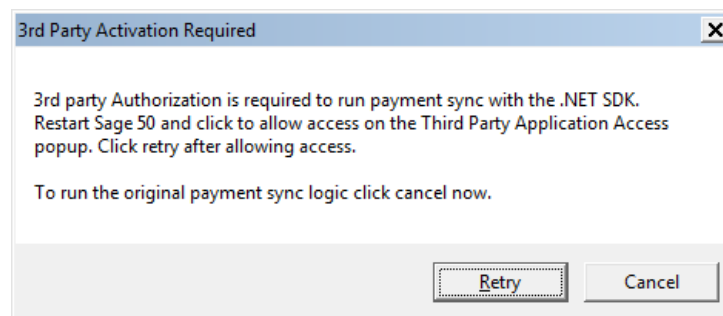 3rd Party Activation Required
3rd party Authorization is required to run payment sync with the .NET SDK.
Restart Sage 50 and click to allow access on the Third Party Application Access
popup. Click retry after allowing access.
To run the original payment sync logic click cancel now.
Retry
Cancel